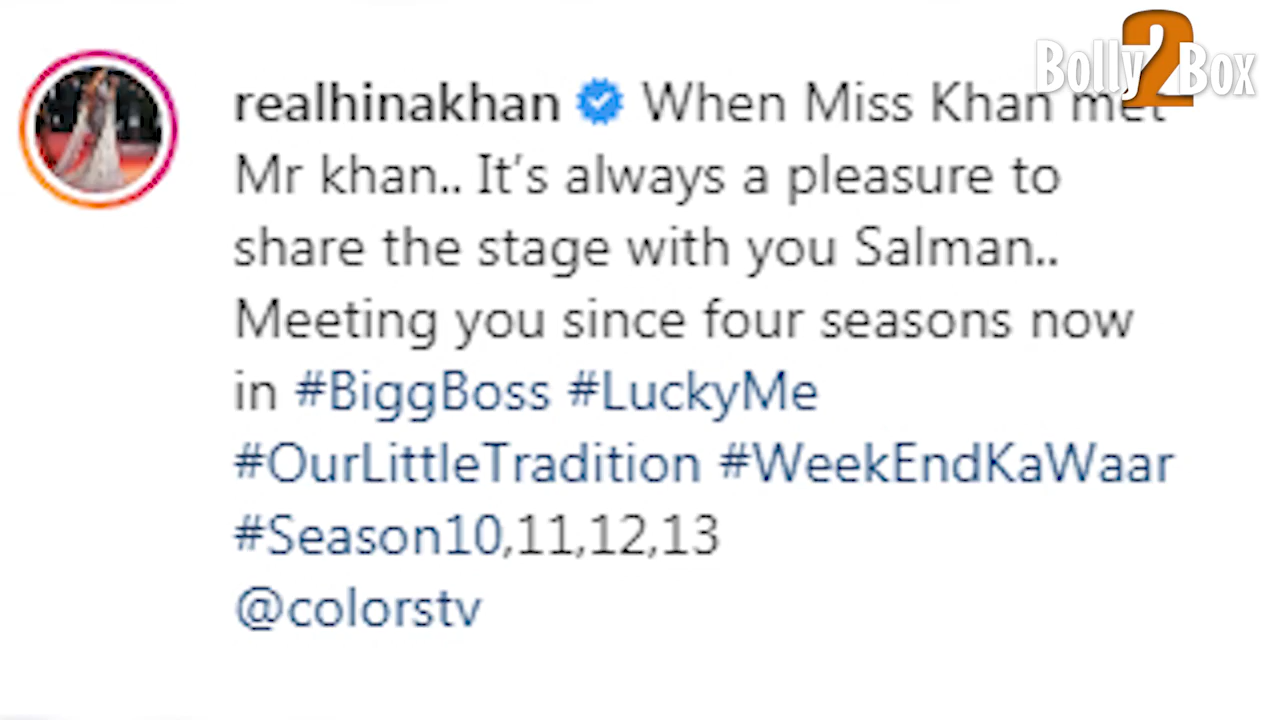 Bolly2Box
realhinakhan When Miss Khan met
Mr khan.. It's always a pleasure to
share the stage with you Salman..
Meeting you since four seasons now
in #BiggBoss #LuckyMe
#OurLittleTradition #WeekEndKaWaar
#Season10,11,12,13
@colorstv